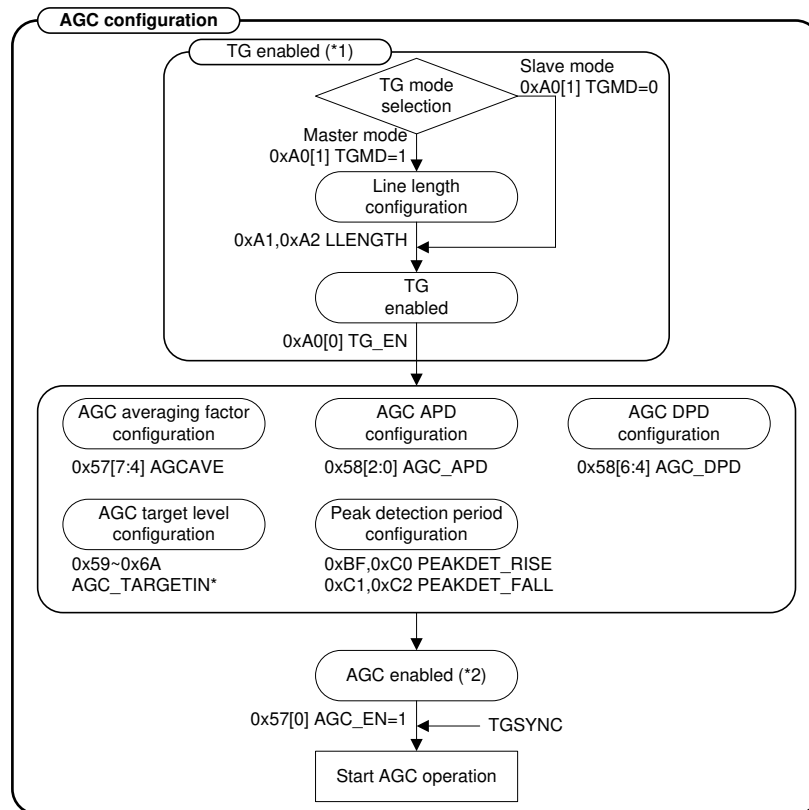 AGC configuration
TG enabled (*1)
TG mode
selection
Slave mode
0xA0[1] TGMD=0
Master mode
0xA0[1] TGMD=1
Line length
configuration
0xA1,0xA2 LLENGTH
TG
enabled
0xA0[0] TG_EN
AGC averaging factor
configuration
0x57[7:4] AGCAVE
AGC APD
configuration
0x58[2:0] AGC_APD
AGC DPD
configuration
0x58[6:4] AGC_DPD
AGC target level
configuration
0x59~0x6A
AGC_TARGETIN*
Peak detection period
configuration
0xBF,0xC0 PEAKDET_RISE
0xC1,0xC2 PEAKDET_FALL
AGC enabled (*2)
0x57[0] AGC_EN=1
TGSYNC
Start AGC operation